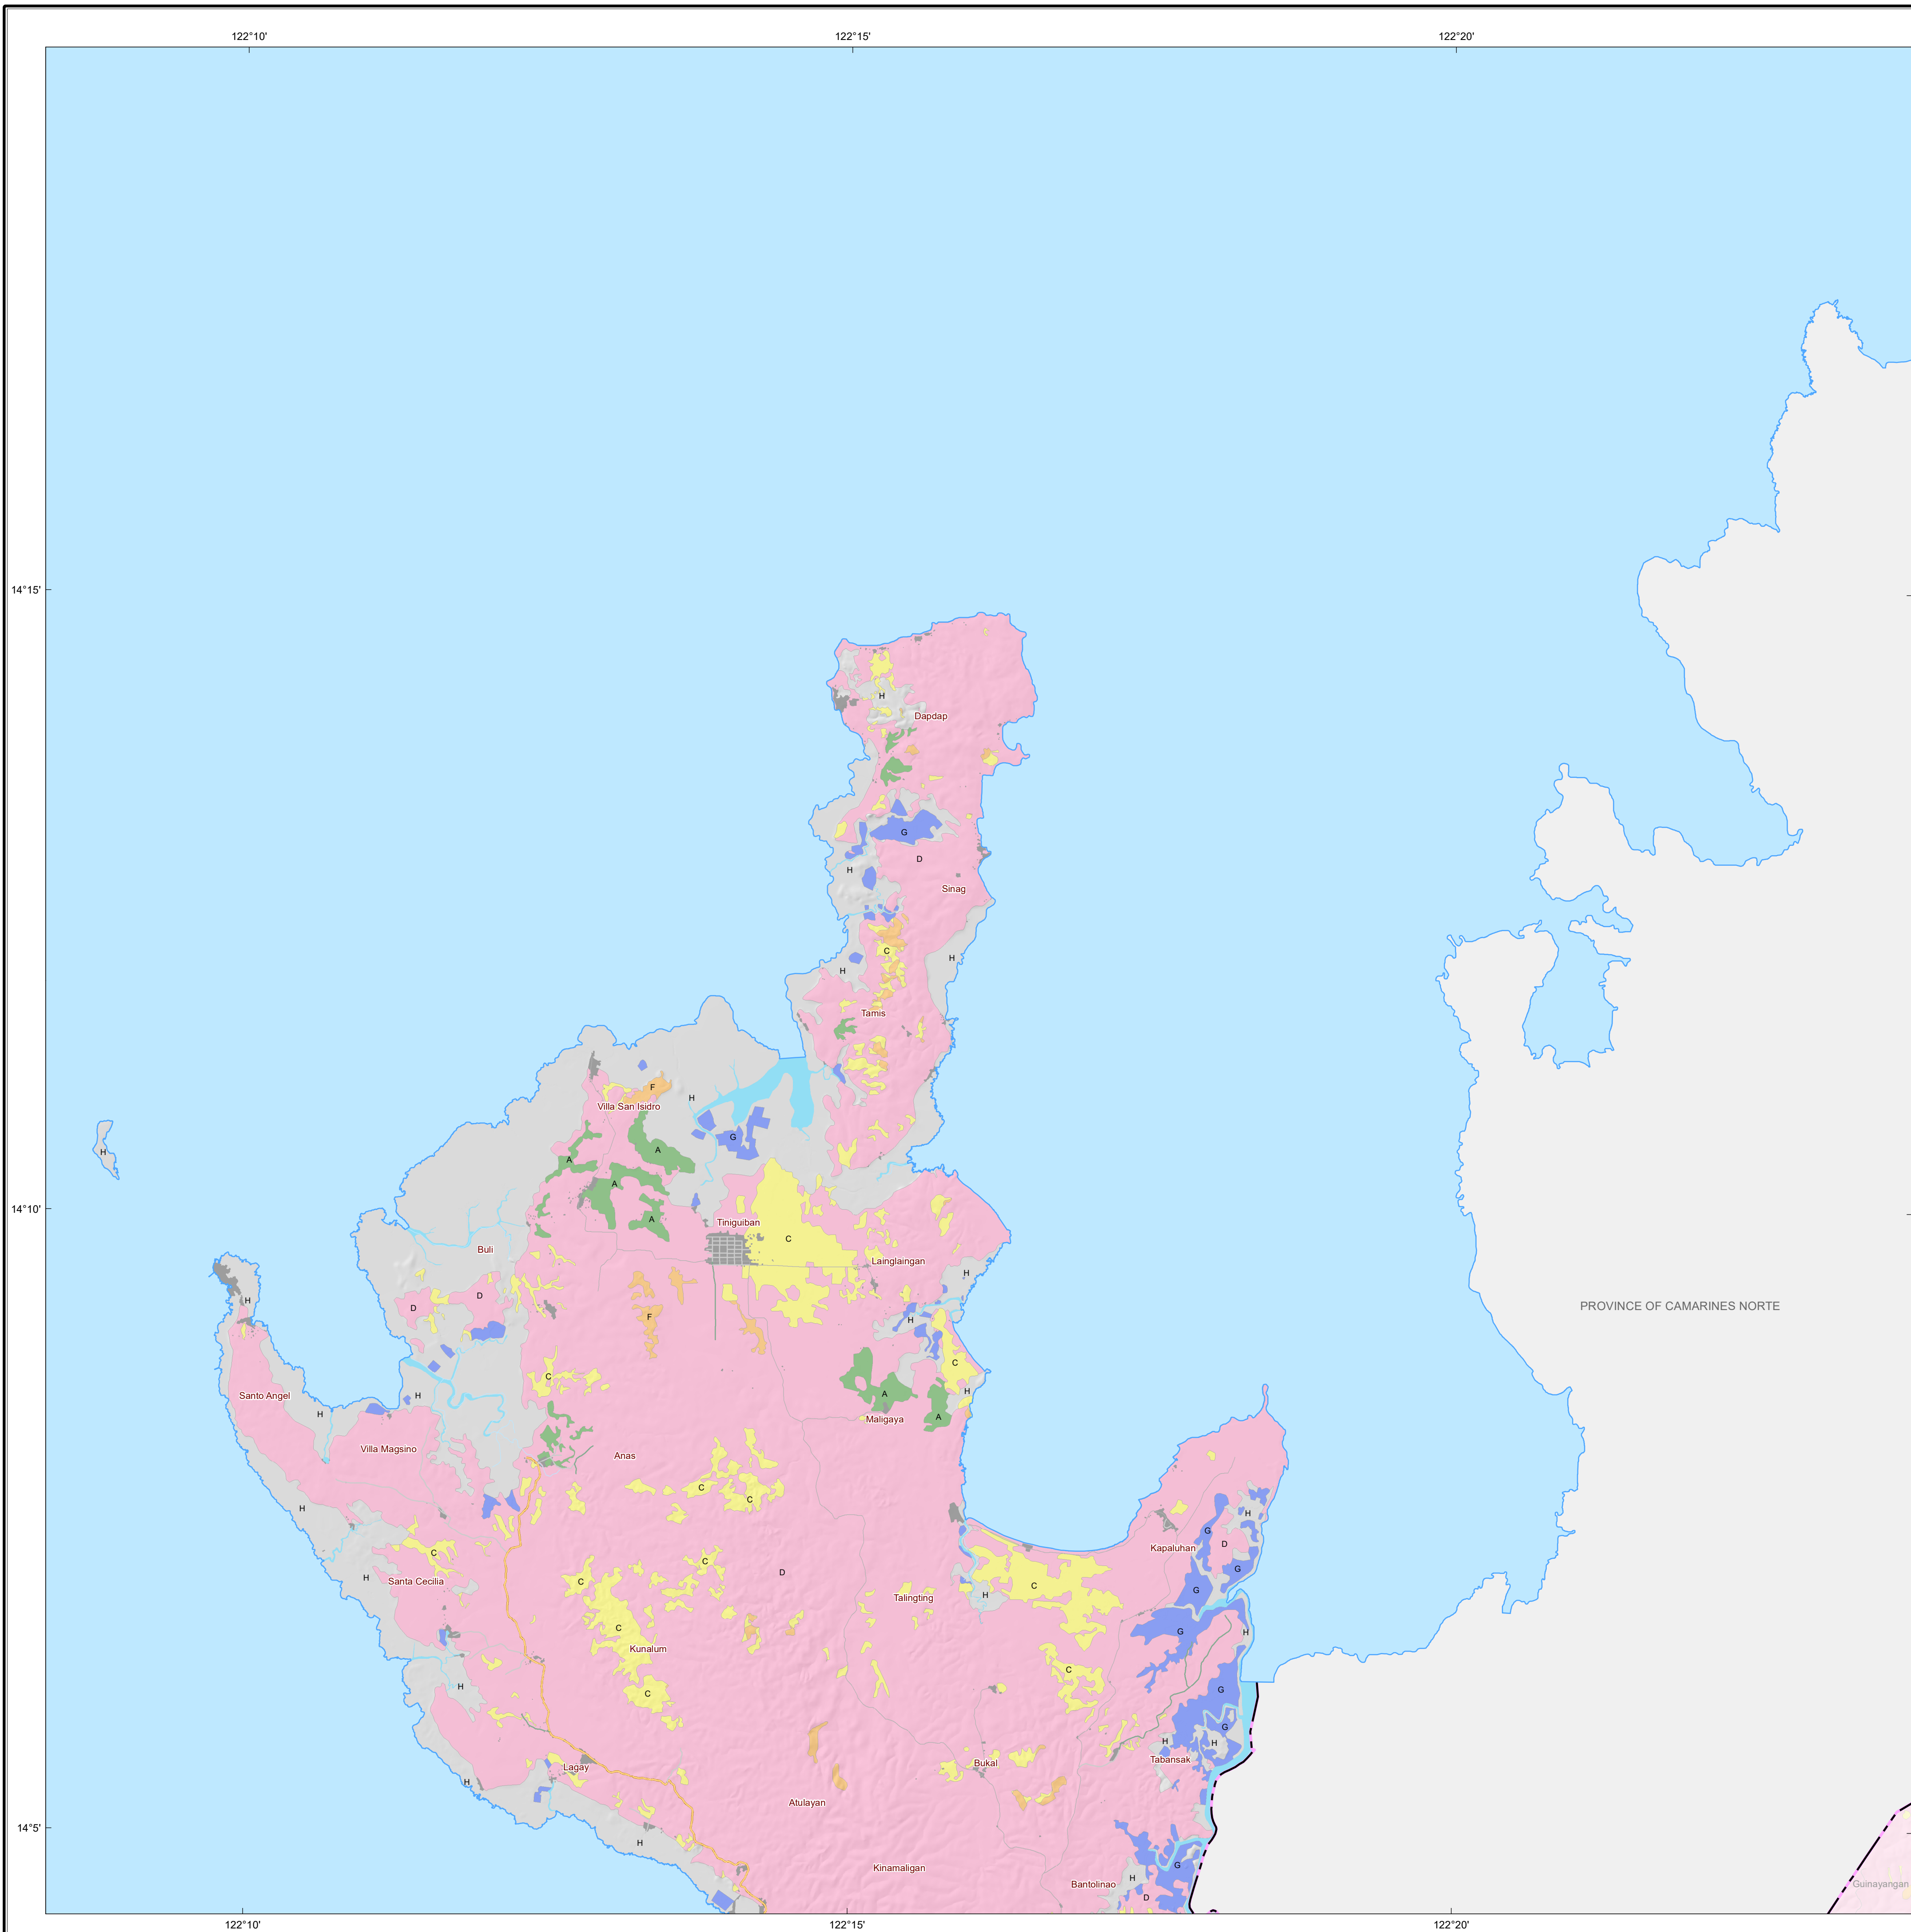 122°10' 122°15' 122°20'
14°15'
H
Dapdap
G
D
H
Sinag
C
H
H
Tamis
F
H
Villa San Isidro
G
H
A
A
A
14°10'
A
Tiniguiban
C
Buli
Lainglaingan
H
H
D
D
PROVINCE OF CAMARINES NORTE
F
H
C
C
H
Santo Angel
H
A
H
A
Maligaya
Villa Magsino
Anas
C
C
H
H
G
D
Kapaluhan
C
C
D
G
H
C
Santa Cecilia
C
G
H
Talingting
C
G
H
Kunalum
C
H
C
G
G
H
H
Tabansak
Bukal
Lagay
H
Atulayan
14°5'
H
G
Kinamaligan
H
Bantolinao
Guinayangan
D
122°10' 122°15' 122°20'